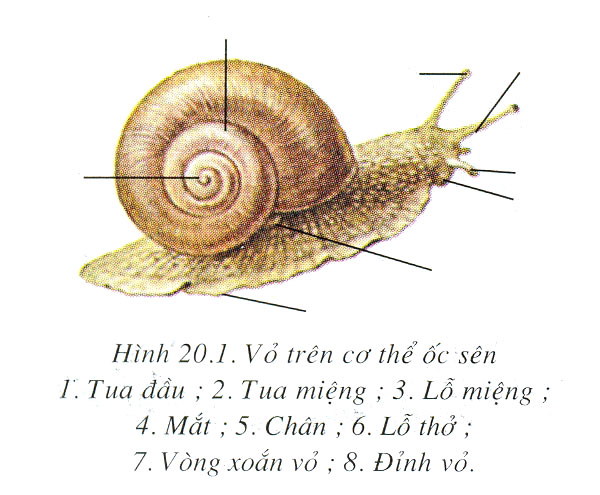 Hình 20.1. Vỏ trên cơ thể ốc sên
1. Tua đầu ; 2. Tua miệng ; 3. Lỗ miệng ;
4. Mắt ; 5. Chân ; 6. Lỗ thở ;
7. Vòng xoắn vỏ ; 8. Đỉnh vỏ.